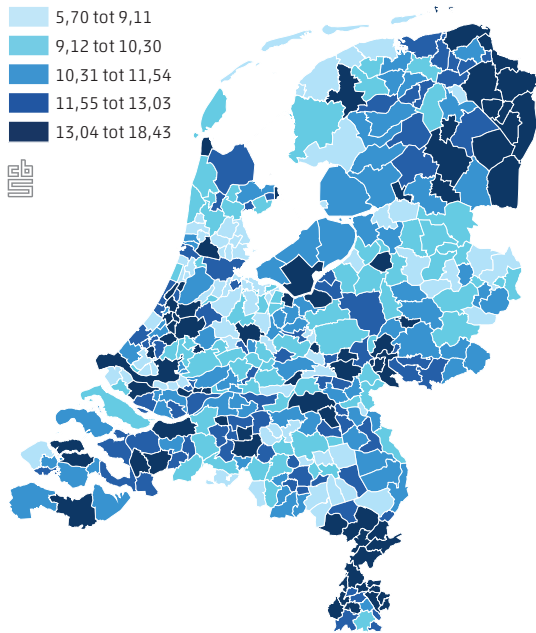 5,70 tot 9,11
9,12 tot 10,30
10,31 tot 11,54
11,55 tot 13,03
13,04 tot 18,43
cbs